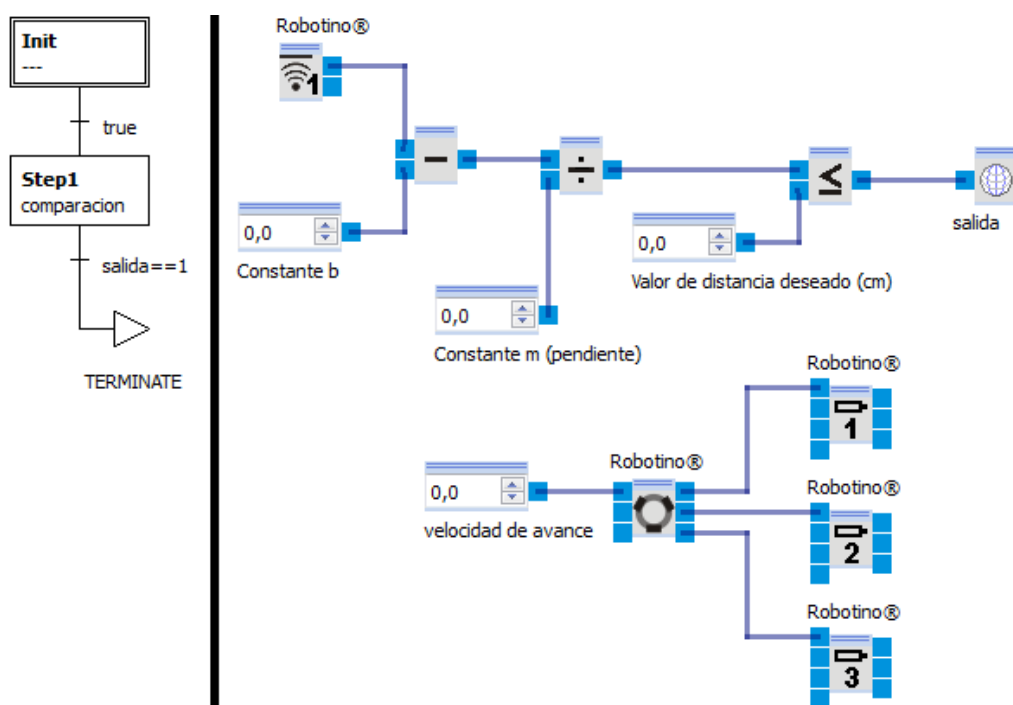 Init
---
true
Step1
comparacion
salida==1
TERMINATE
Robotino®
1
0,0
Constante b
0,0
Constante m (pendiente)
0,0
Valor de distancia deseado (cm)
salida
0,0
velocidad de avance
Robotino®
Robotino®
1
Robotino®
2
Robotino®
3